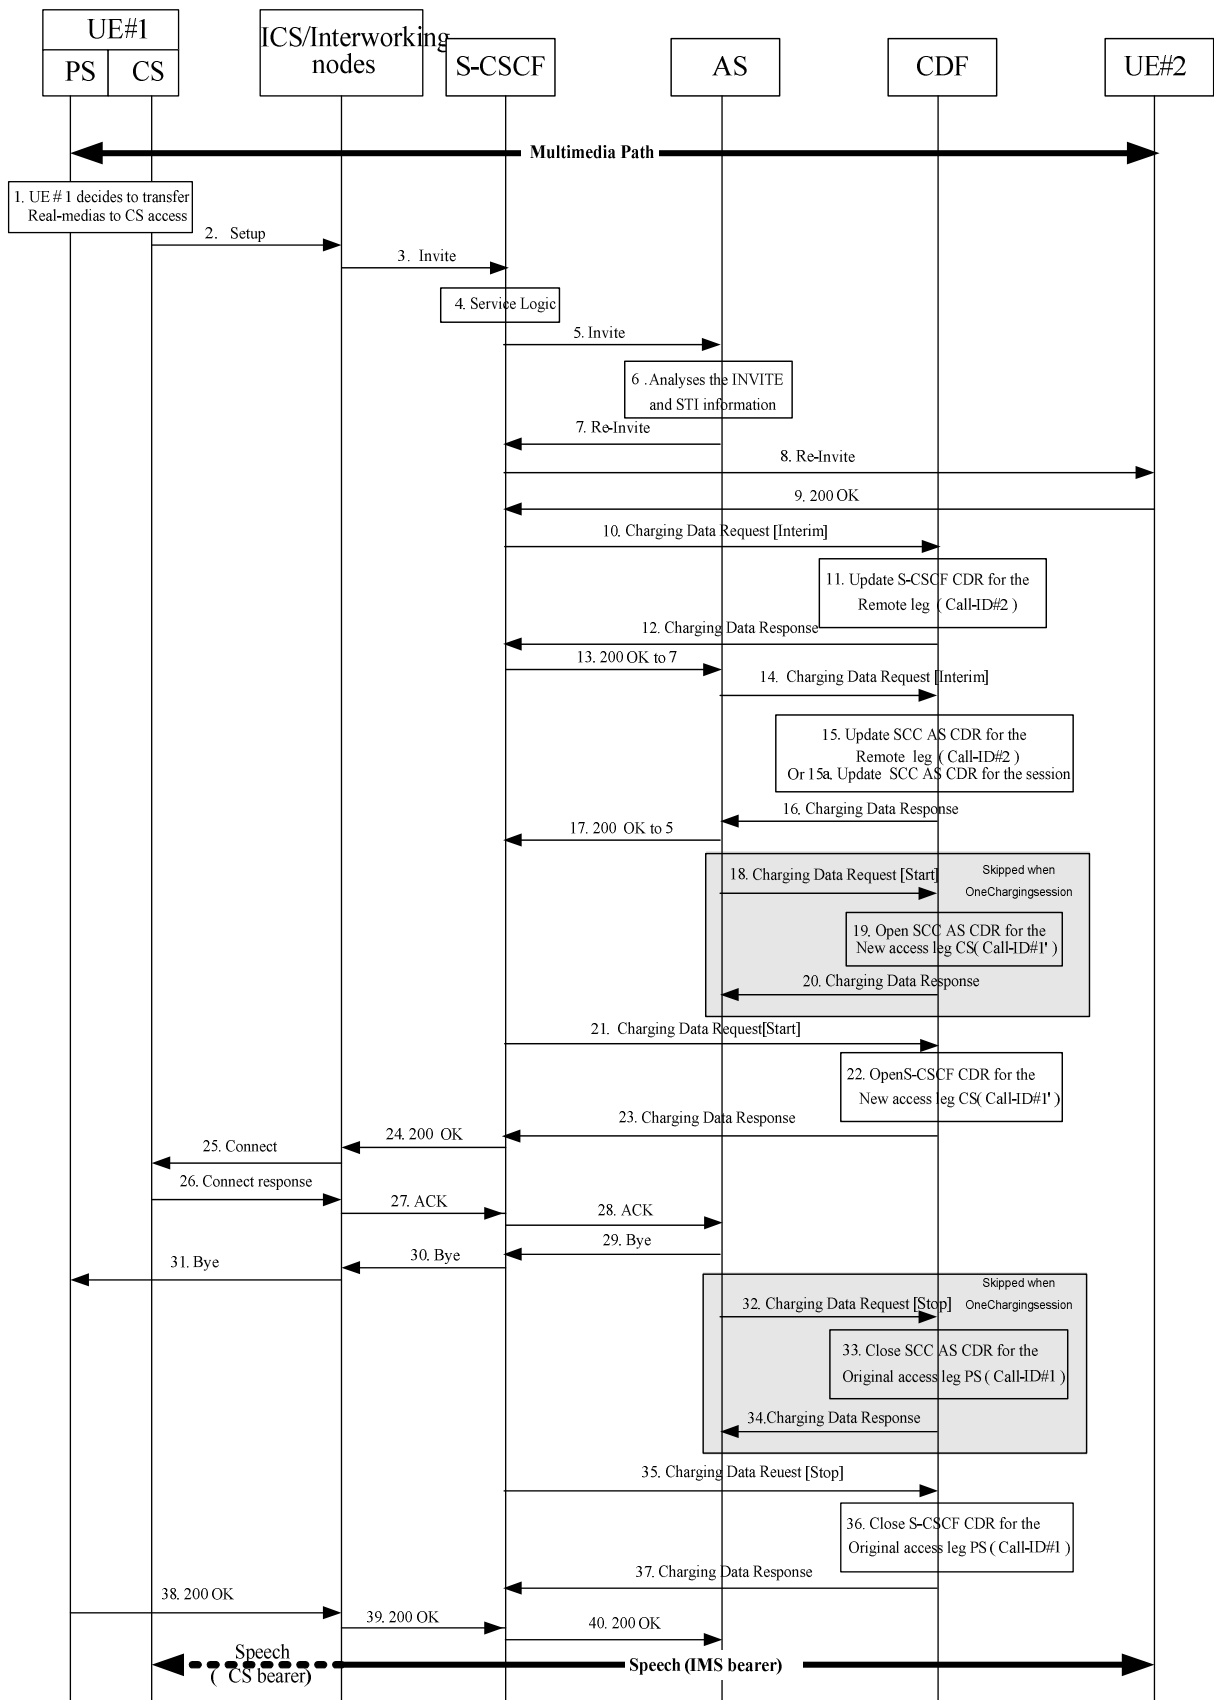 UE#1
PS
CS
ICS/Interworking
nodes
S-CSCF
AS
CDF
UE#2
Multimedia Path
1. UE # 1 decides to transfer
Real-medias to CS access
2. Setup
3. Invite
4. Service Logic
5. Invite
6 . Analyses the INVITE
and STI information
7. Re-Invite
8. Re-Invite
9. 200 OK
10. Charging Data Request [Interim]
11. Update S-CSCF CDR for the
Remote leg ( Call-ID#2 )
12. Charging Data Response
13. 200 OK to 7
14. Charging Data Request [Interim]
15. Update SCC AS CDR for the
Remote leg ( Call-ID#2 )
Or 15a. Update SCC AS CDR for the session
16. Charging Data Response
17. 200 OK to 5
18. Charging Data Request [Start]
Skipped when
OneChargingsession
19. Open SCC AS CDR for the
New access leg CS( Call-ID#1' )
20. Charging Data Response
21. Charging Data Request[Start]
22. OpenS-CSCF CDR for the
New access leg CS( Call-ID#1' )
23. Charging Data Response
24. 200 OK
25. Connect
26. Connect response
27. ACK
28. ACK
29. Bye
30. Bye
31. Bye
Skipped when
32. Charging Data Request [Stop]
OneChargingsession
33. Close SCC AS CDR for the
Original access leg PS ( Call-ID#1 )
34.Charging Data Response
35. Charging Data Reuest [Stop]
36. Close S-CSCF CDR for the
Original access leg PS ( Call-ID#1 )
37. Charging Data Response
38. 200 OK
39. 200 OK
40. 200 OK
Speech
( CS bearer)
Speech (IMS bearer)